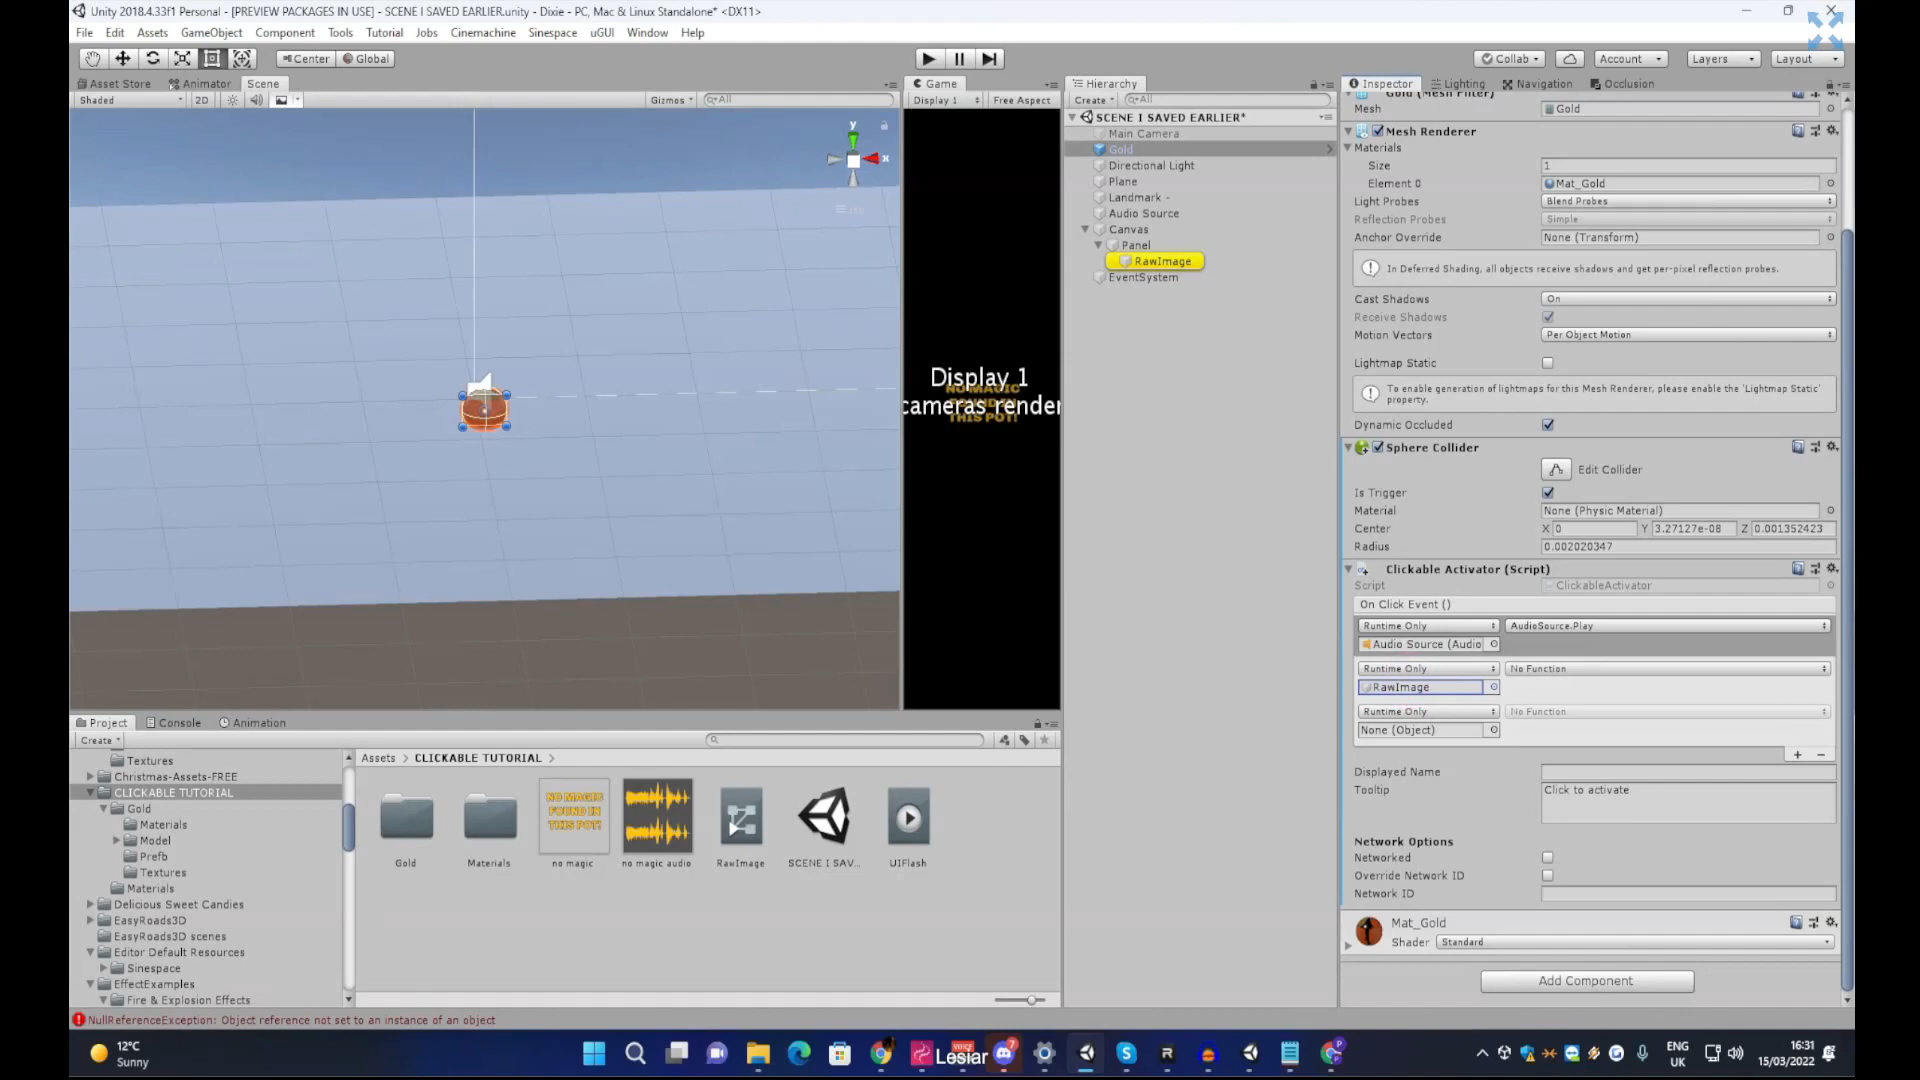 Unity 2018.4.33f1 Personal - [PREVIEW PACKAGES IN USE] - SCENE I SAVED EARLIER.unity - Dixie - PC, Mac & Linux Standalone* <DX11>
File Edit Assets GameObject Component Tools Tutorial Jobs Cinemachine Sinespace uGUI Window Help
Center Global Collab Account Layers Layout
Asset Store Animator Scene Game Hierarchy Inspector Lighting Navigation Occlusion
Shaded 2D Gizmos All Display 1 Free Aspect Create All
SCENE I SAVED EARLIER*
Main Camera
Gold
Directional Light
Plane
Landmark -
Audio Source
Canvas
Panel
RawImage
EventSystem
y
x
Display 1
cameras render
NO MAGIC
FOUND IN
THIS POT!
Gold (Mesh Filter)
Mesh Gold
Mesh Renderer
Materials
Size 1
Element 0 Mat_Gold
Light Probes Blend Probes
Reflection Probes Simple
Anchor Override None (Transform)
In Deferred Shading, all objects receive shadows and get per-pixel reflection probes.
Cast Shadows On
Receive Shadows
Motion Vectors Per Object Motion
Lightmap Static
To enable generation of lightmaps for this Mesh Renderer, please enable the 'Lightmap Static' property.
Dynamic Occluded
Sphere Collider
Edit Collider
Is Trigger
Material None (Physic Material)
Center X 0 Y 3.27127e-08 Z 0.001352423
Radius 0.002020347
Clickable Activator (Script)
Script ClickableActivator
On Click Event ()
Runtime Only AudioSource.Play
Audio Source (Audio
Runtime Only No Function
RawImage
Runtime Only No Function
None (Object)
+ -
Displayed Name
Tooltip Click to activate
Network Options
Networked
Override Network ID
Network ID
Mat_Gold
Shader Standard
Add Component
Project Console Animation
Create
Textures
Christmas-Assets-FREE
CLICKABLE TUTORIAL
Gold
Materials
Model
Prefb
Textures
Materials
Delicious Sweet Candies
EasyRoads3D
EasyRoads3D scenes
Editor Default Resources
Sinespace
EffectExamples
Fire & Explosion Effects
Assets > CLICKABLE TUTORIAL >
NO MAGIC
FOUND IN
THIS POT!
Gold Materials no magic no magic audio RawImage SCENE I SAV... UIFlash
NullReferenceException: Object reference not set to an instance of an object
12°C
Sunny
VOICE
Lesiar
7
ENG
UK
16:31
15/03/2022